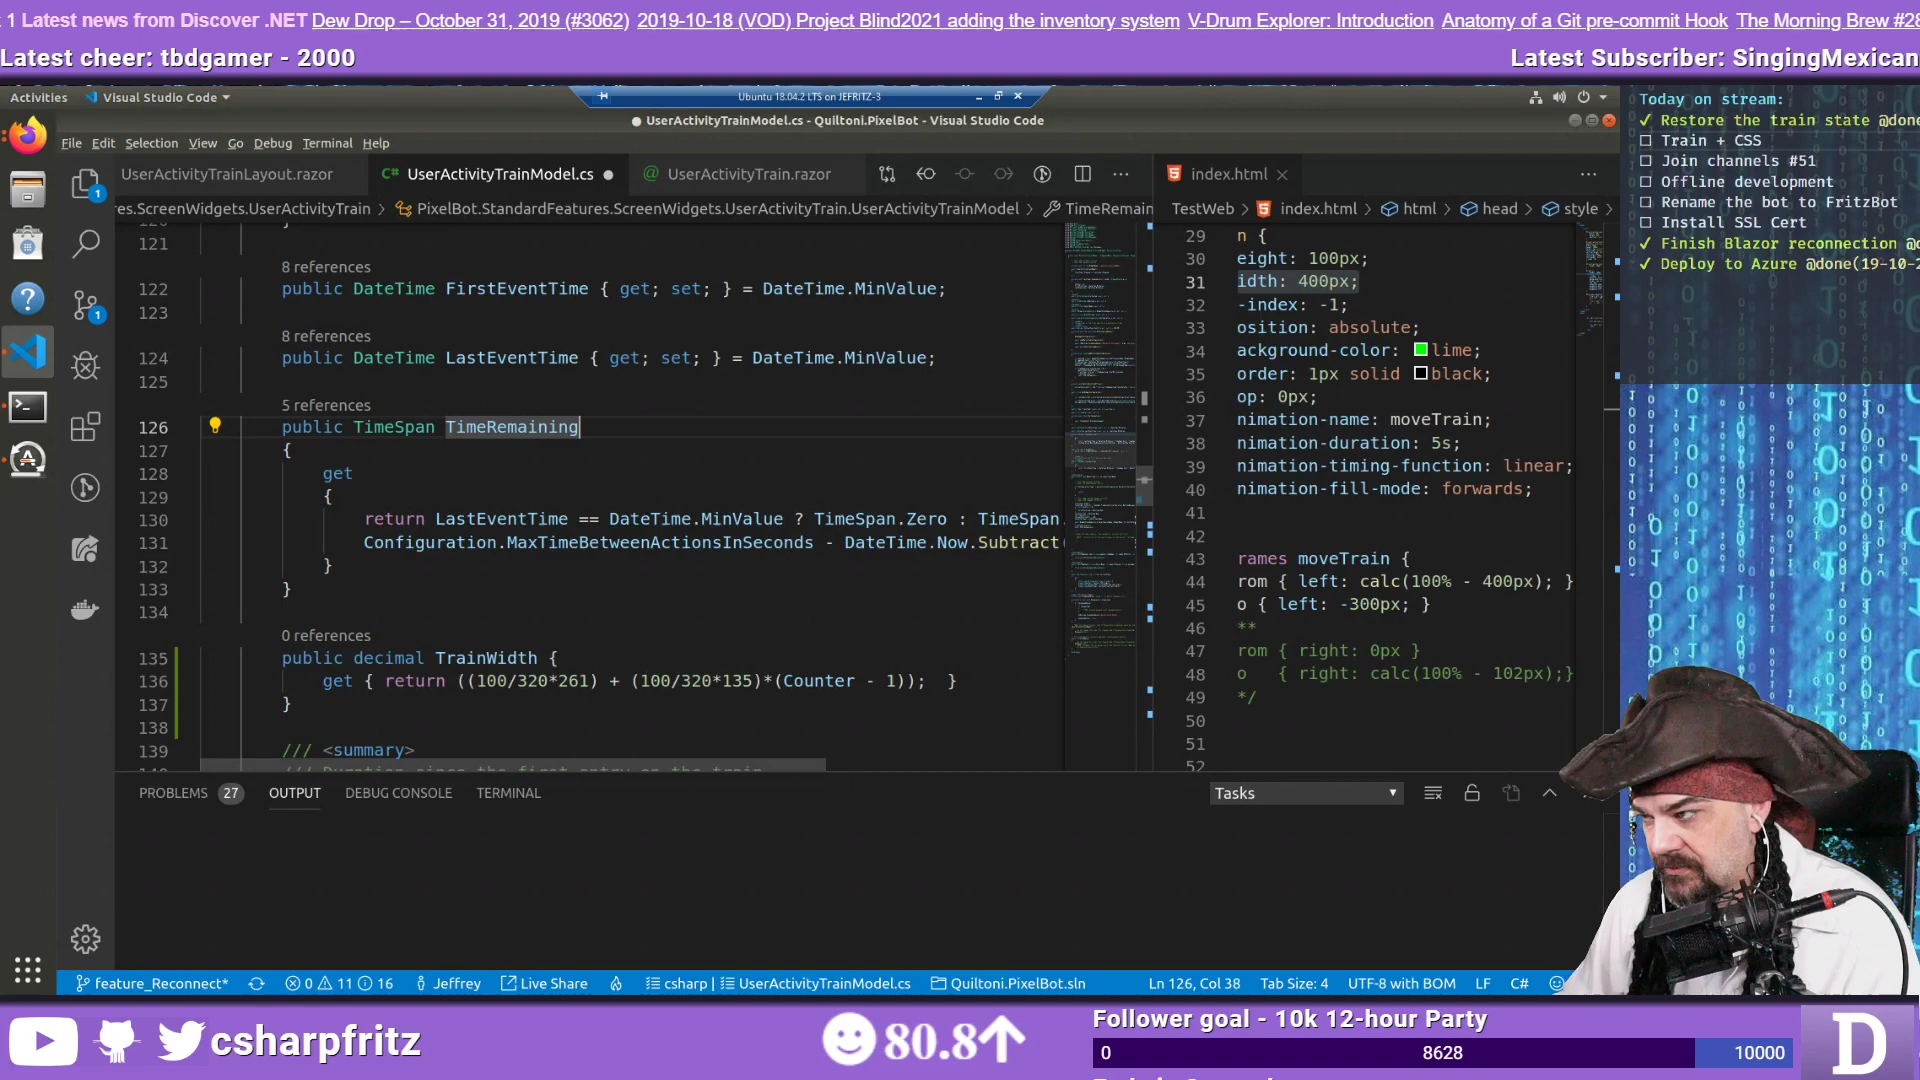 1 Latest news from Discover .NET Dew Drop – October 31, 2019 (#3062) 2019-10-18 (VOD) Project Blind2021 adding the inventory system V-Drum Explorer: Introduction Anatomy of a Git pre-commit Hook The Morning Brew #28
Latest cheer: tbdgamer - 2000
Latest Subscriber: SingingMexican
Activities Visual Studio Code
Ubuntu 18.04.2 LTS on JEFRITZ-3
● UserActivityTrainModel.cs - Quiltoni.PixelBot - Visual Studio Code
File Edit Selection View Go Debug Terminal Help
UserActivityTrainLayout.razor
C# UserActivityTrainModel.cs ●
@ UserActivityTrain.razor
index.html
res.ScreenWidgets.UserActivityTrain > PixelBot.StandardFeatures.ScreenWidgets.UserActivityTrain.UserActivityTrainModel > TimeRemain
TestWeb > index.html > html > head > style >
121
8 references
122 public DateTime FirstEventTime { get; set; } = DateTime.MinValue;
123
8 references
124 public DateTime LastEventTime { get; set; } = DateTime.MinValue;
125
5 references
126 public TimeSpan TimeRemaining
127 {
128 get
129 {
130 return LastEventTime == DateTime.MinValue ? TimeSpan.Zero : TimeSpan.
131 Configuration.MaxTimeBetweenActionsInSeconds - DateTime.Now.Subtract(
132 }
133 }
134
0 references
135 public decimal TrainWidth {
136 get { return ((100/320*261) + (100/320*135)*(Counter - 1)); }
137 }
138
139 /// <summary>
/// Duration since the first entry on the train
29 n {
30 eight: 100px;
31 idth: 400px;
32 -index: -1;
33 osition: absolute;
34 ackground-color: lime;
35 order: 1px solid black;
36 op: 0px;
37 nimation-name: moveTrain;
38 nimation-duration: 5s;
39 nimation-timing-function: linear;
40 nimation-fill-mode: forwards;
41
42
43 rames moveTrain {
44 rom { left: calc(100% - 400px); }
45 o { left: -300px; }
46 **
47 rom { right: 0px }
48 o { right: calc(100% - 102px);}
49 */
50
51
52
PROBLEMS 27 OUTPUT DEBUG CONSOLE TERMINAL
Tasks
feature_Reconnect* 0 11 16 Jeffrey Live Share csharp | UserActivityTrainModel.cs Quiltoni.PixelBot.sln Ln 126, Col 38 Tab Size: 4 UTF-8 with BOM LF C#
Today on stream:
✓ Restore the train state @done
☐ Train + CSS
☐ Join channels #51
☐ Offline development
☐ Rename the bot to FritzBot
☐ Install SSL Cert
✓ Finish Blazor reconnection @d
✓ Deploy to Azure @done(19-10-2
csharpfritz
80.8
Follower goal - 10k 12-hour Party
0 8628 10000
D